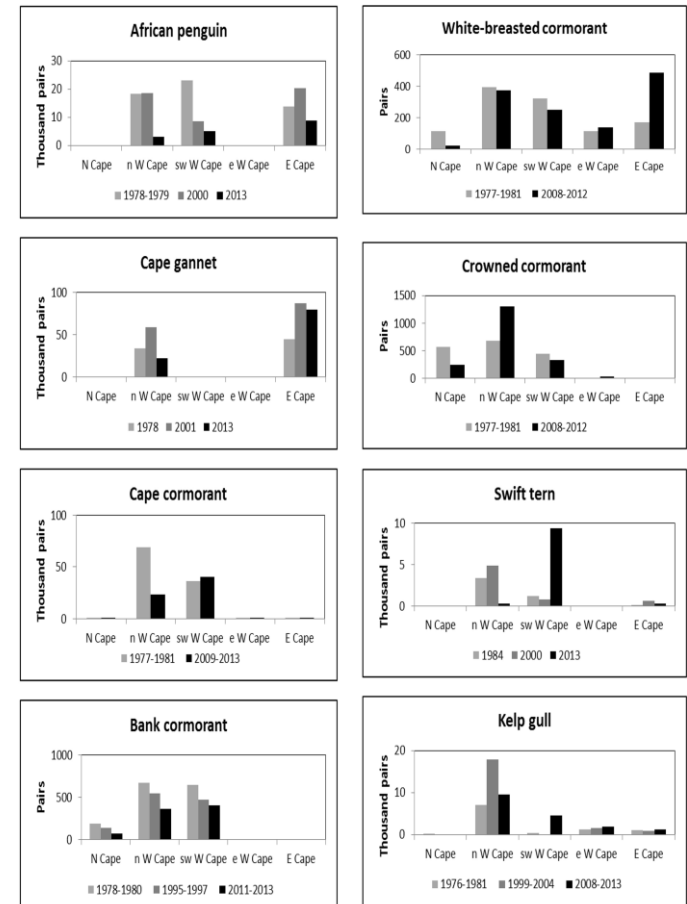 African penguin
Thousand pairs
30
20
10
0
N Cape n W Cape sw W Cape e W Cape E Cape
1978-1979 2000 2013
White-breasted cormorant
Pairs
600
400
200
0
N Cape n W Cape sw W Cape e W Cape E Cape
1977-1981 2008-2012
Cape gannet
Thousand pairs
100
50
0
N Cape n W Cape sw W Cape e W Cape E Cape
1978 2001 2013
Crowned cormorant
Pairs
1500
1000
500
0
N Cape n W Cape sw W Cape e W Cape E Cape
1977-1981 2008-2012
Cape cormorant
Thousand pairs
100
50
0
N Cape n W Cape sw W Cape e W Cape E Cape
1977-1981 2009-2013
Swift tern
Thousand pairs
10
5
0
N Cape n W Cape sw W Cape e W Cape E Cape
1984 2000 2013
Bank cormorant
Pairs
1000
500
0
N Cape n W Cape sw W Cape e W Cape E Cape
1978-1980 1995-1997 2011-2013
Kelp gull
Thousand pairs
20
10
0
N Cape n W Cape sw W Cape e W Cape E Cape
1976-1981 1999-2004 2008-2013